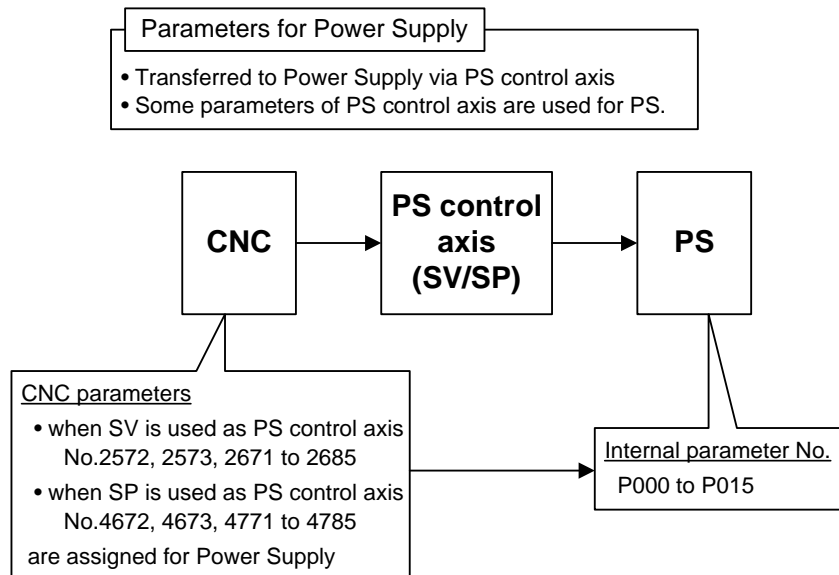 Parameters for Power Supply
• Transferred to Power Supply via PS control axis
• Some parameters of PS control axis are used for PS.
CNC
PS control
axis
(SV/SP)
PS
CNC parameters
• when SV is used as PS control axis
No.2572, 2573, 2671 to 2685
• when SP is used as PS control axis
No.4672, 4673, 4771 to 4785
are assigned for Power Supply
Internal parameter No.
P000 to P015